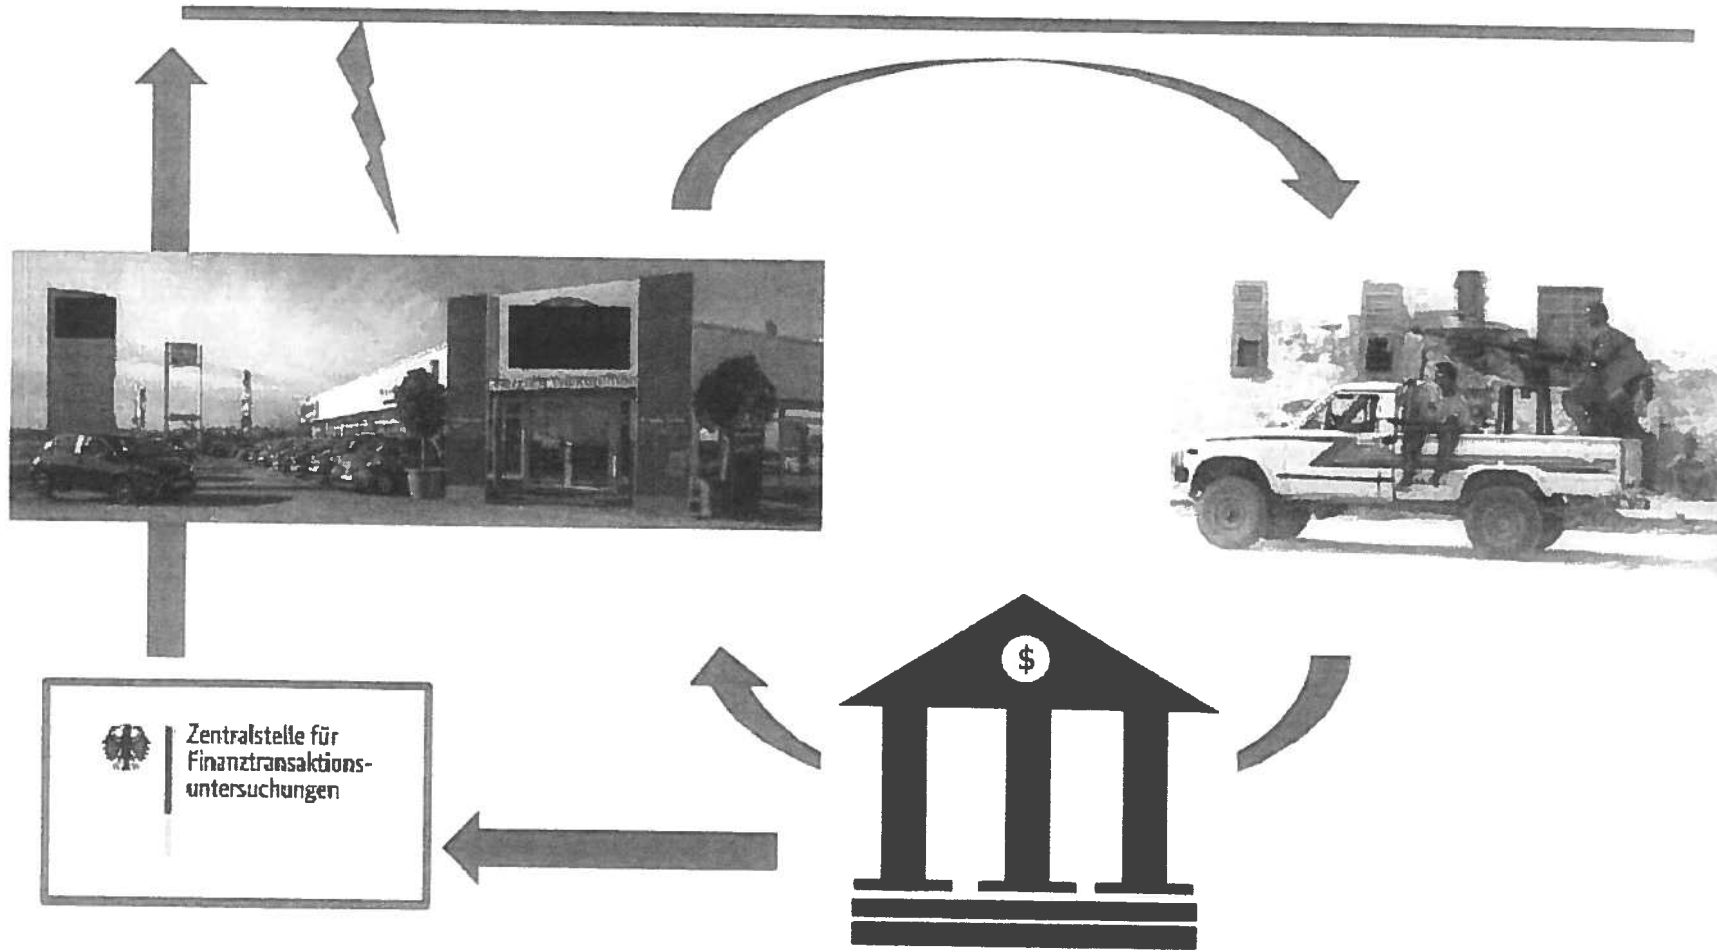 $
Zentralstelle für
Finanztransaktions-
untersuchungen